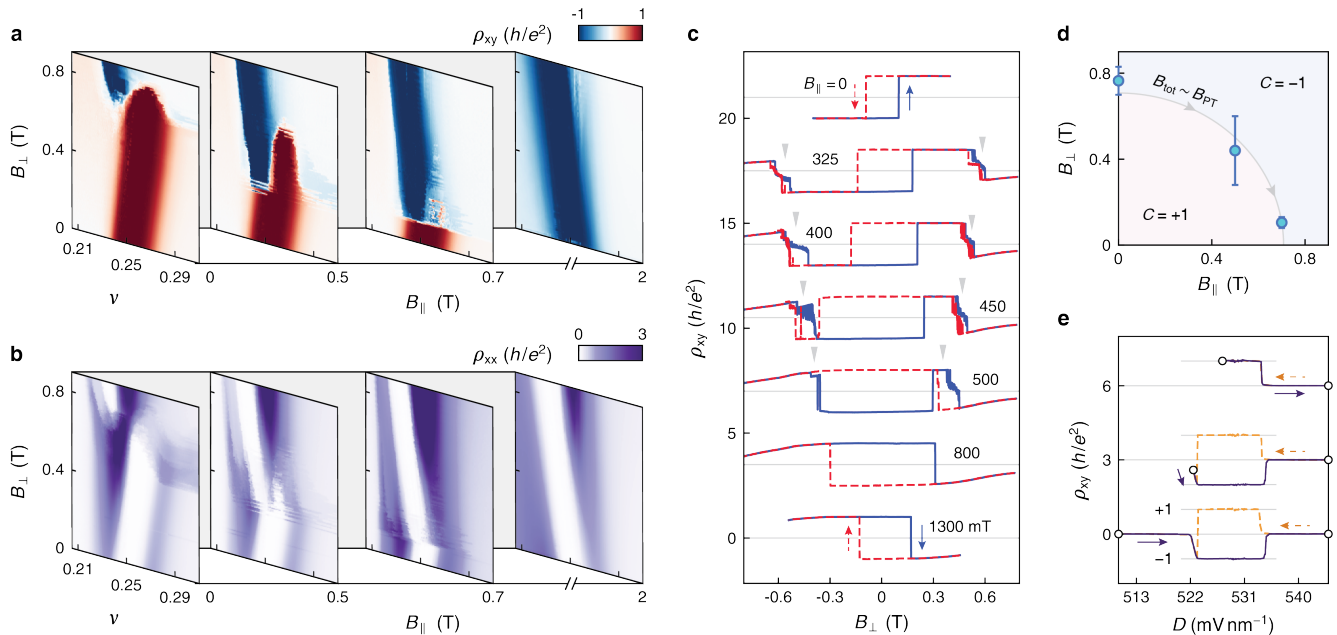 a
ρxy (h/e²)
-1 1
B⊥ (T)
0.8
0.4
0
0.21
0.25
0.29
ν
0 0.5 0.7 2
B∥ (T)
b
ρxx (h/e²)
0 3
B⊥ (T)
0.8
0.4
0
0.21
0.25
0.29
ν
0 0.5 0.7 2
B∥ (T)
c
B∥ = 0
325
400
450
500
800
1300 mT
20
15
10
5
0
ρxy (h/e²)
-0.6 -0.3 0 0.3 0.6
B⊥ (T)
d
0.8
0.4
0
B⊥ (T)
Btot ~ BPT
C = −1
C = +1
0 0.4 0.8
B∥ (T)
e
6
3
0
ρxy (h/e²)
+1
−1
513 522 531 540
D (mV nm⁻¹)